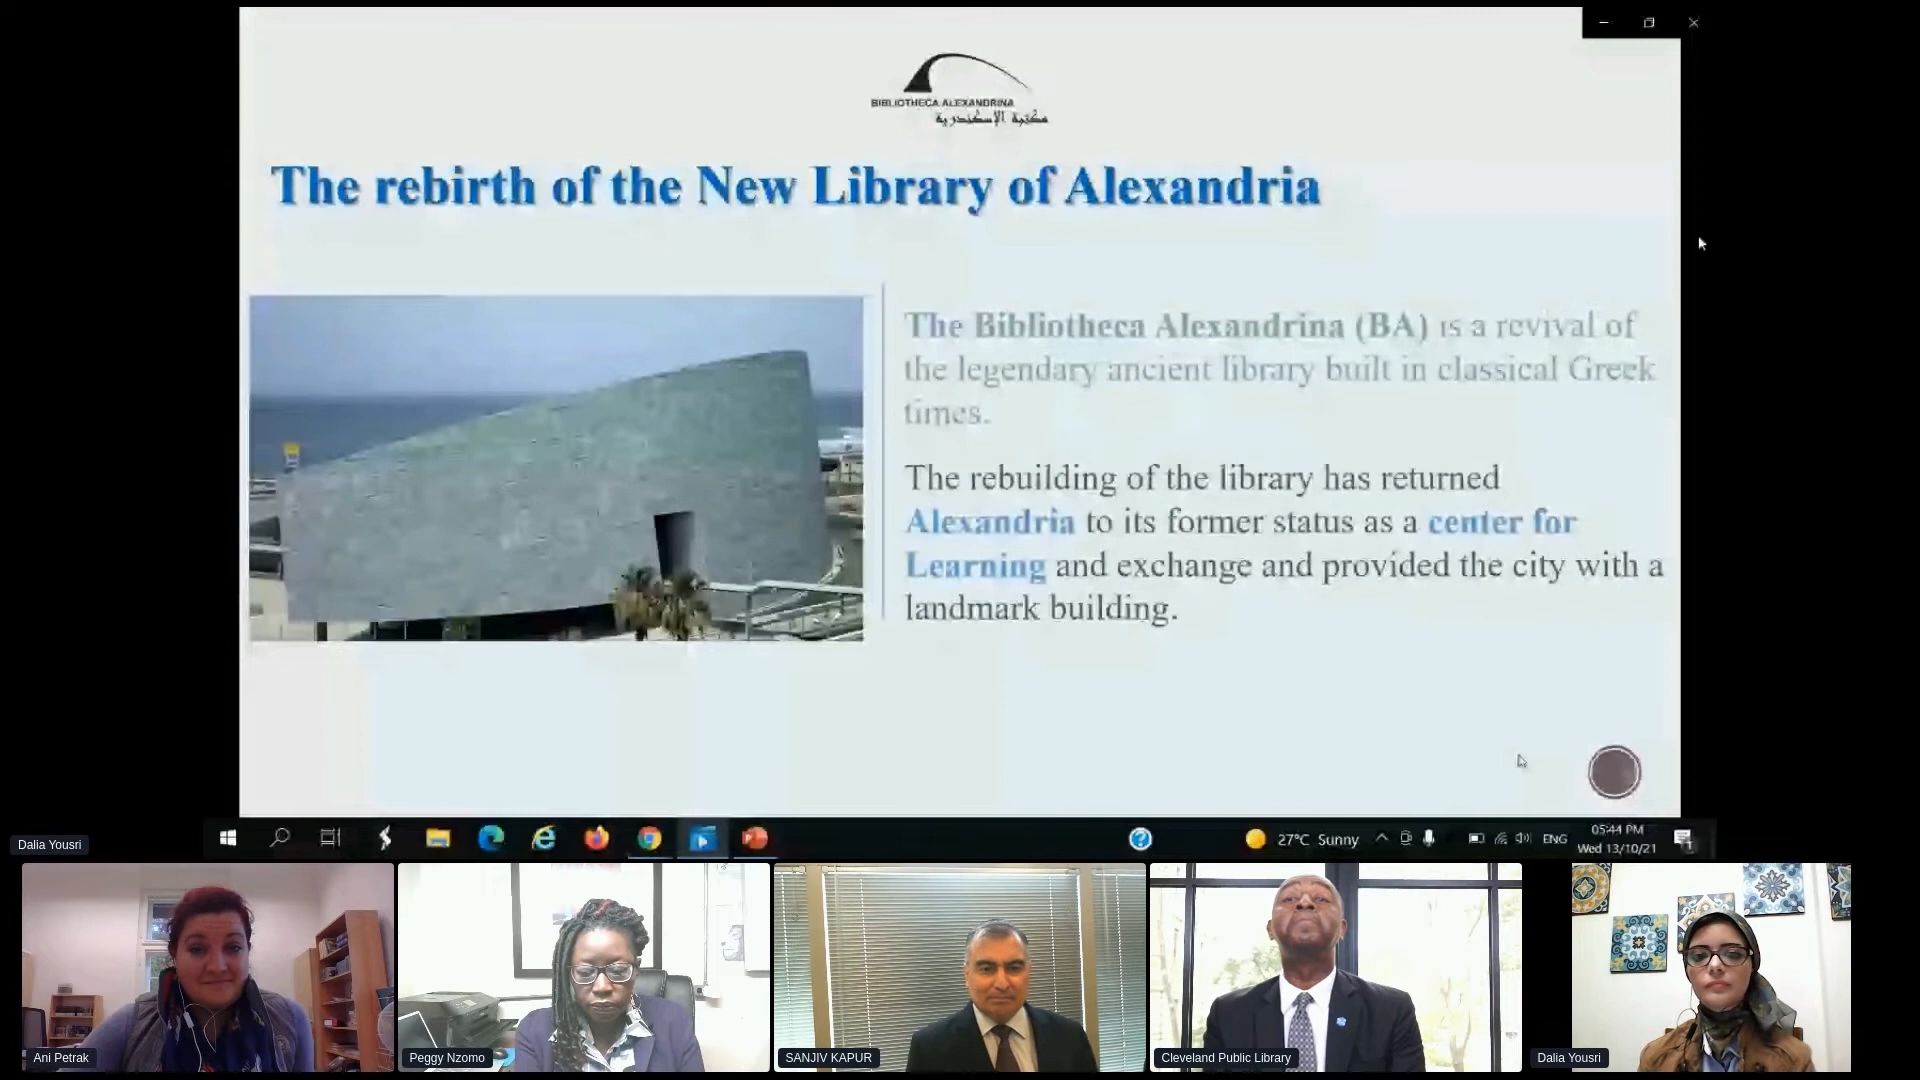 BIBLIOTHECA ALEXANDRINA
مكتبة الإسكندرية
The rebirth of the New Library of Alexandria
The Bibliotheca Alexandrina (BA) is a revival of
the legendary ancient library built in classical Greek
times.
The rebuilding of the library has returned
Alexandria to its former status as a center for
Learning and exchange and provided the city with a
landmark building.
27°C Sunny
ENG
05:44 PM
Wed 13/10/21
Dalia Yousri
Ani Petrak
Peggy Nzomo
SANJIV KAPUR
Cleveland Public Library
Dalia Yousri